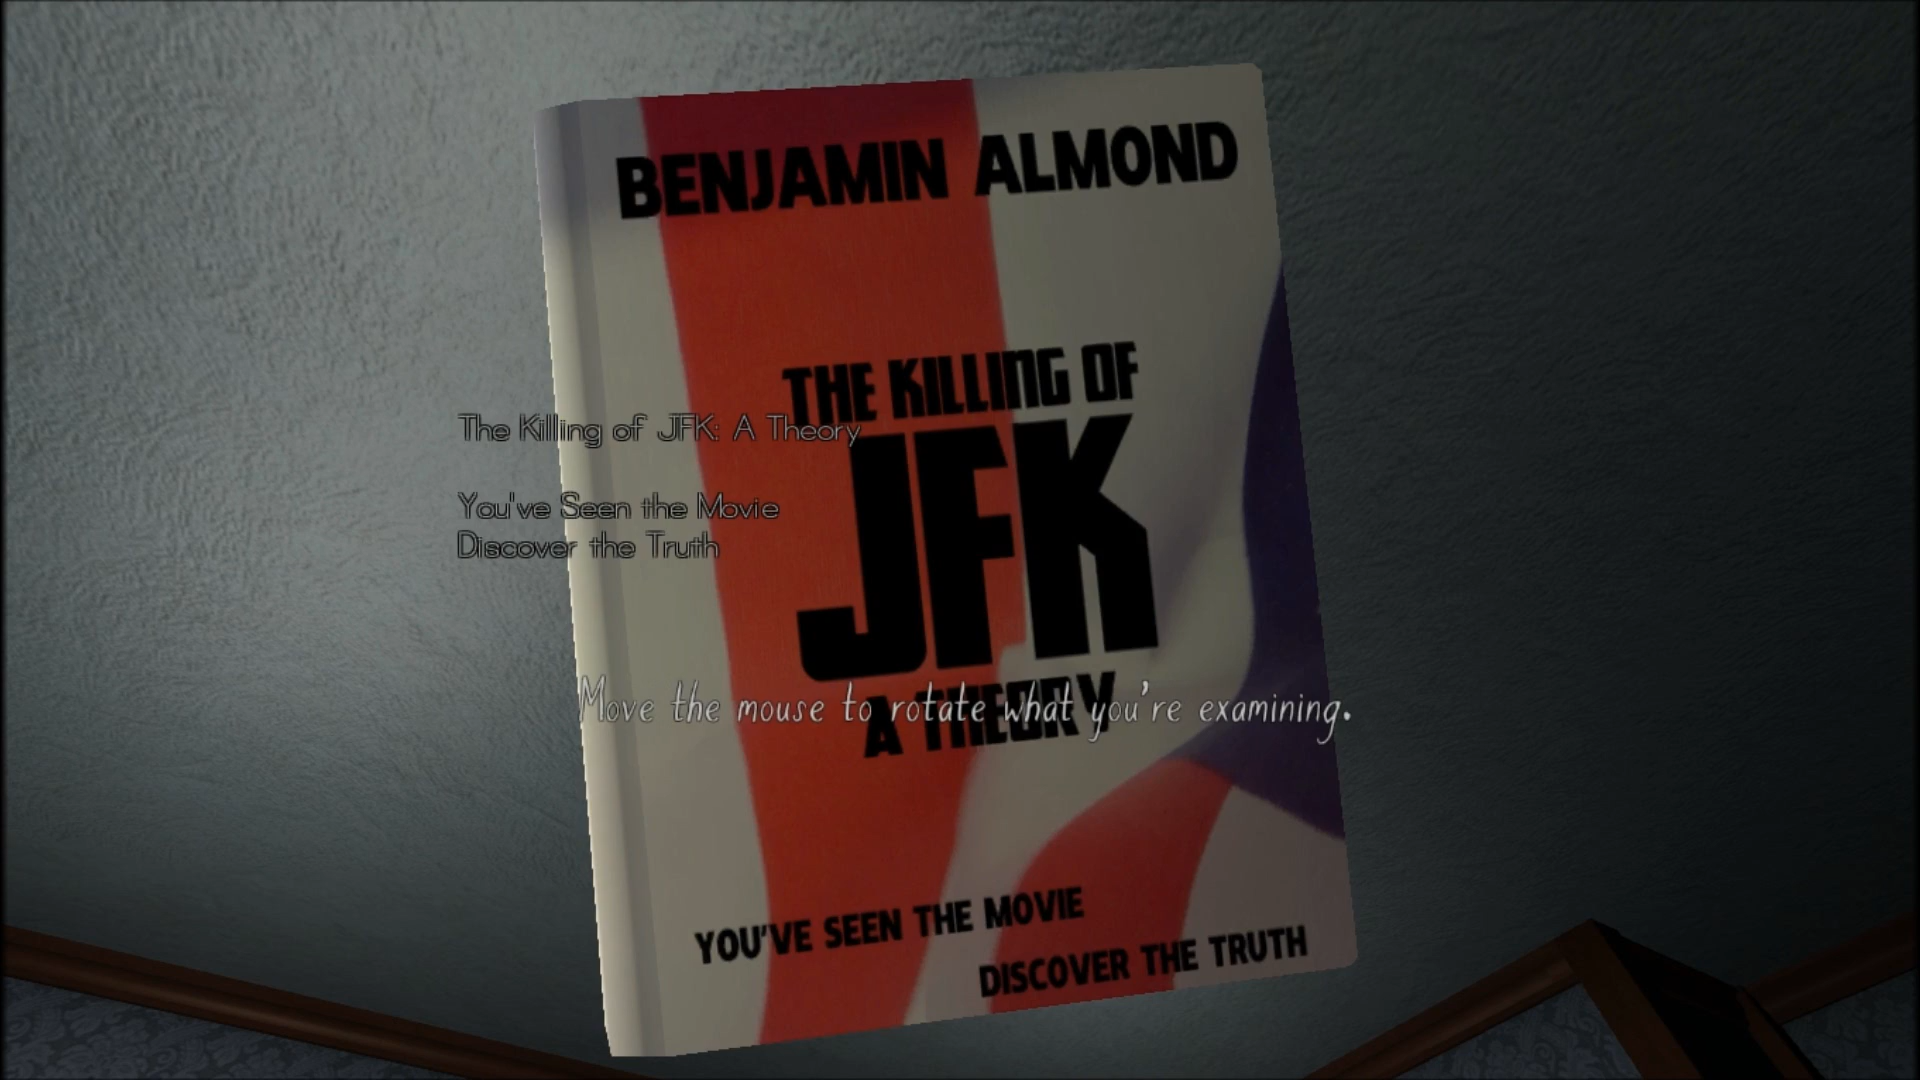 BENJAMIN ALMOND
THE KILLING OF
JFK
A THEORY
The Killing of JFK: A Theory
You've Seen the Movie
Discover the Truth
Move the mouse to rotate what you're examining.
YOU'VE SEEN THE MOVIE
DISCOVER THE TRUTH